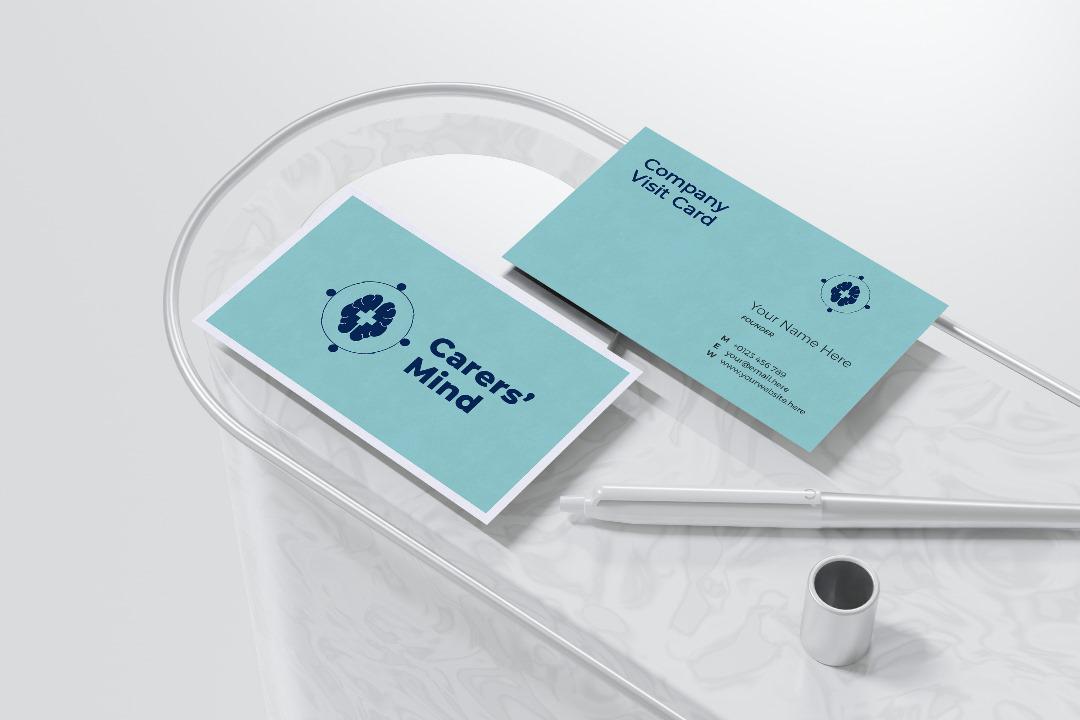 Carers’
Mind
Company
Visit Card
Your Name Here
FOUNDER
M +0123 456 789
E your@email.here
W www.yourwebsite.here